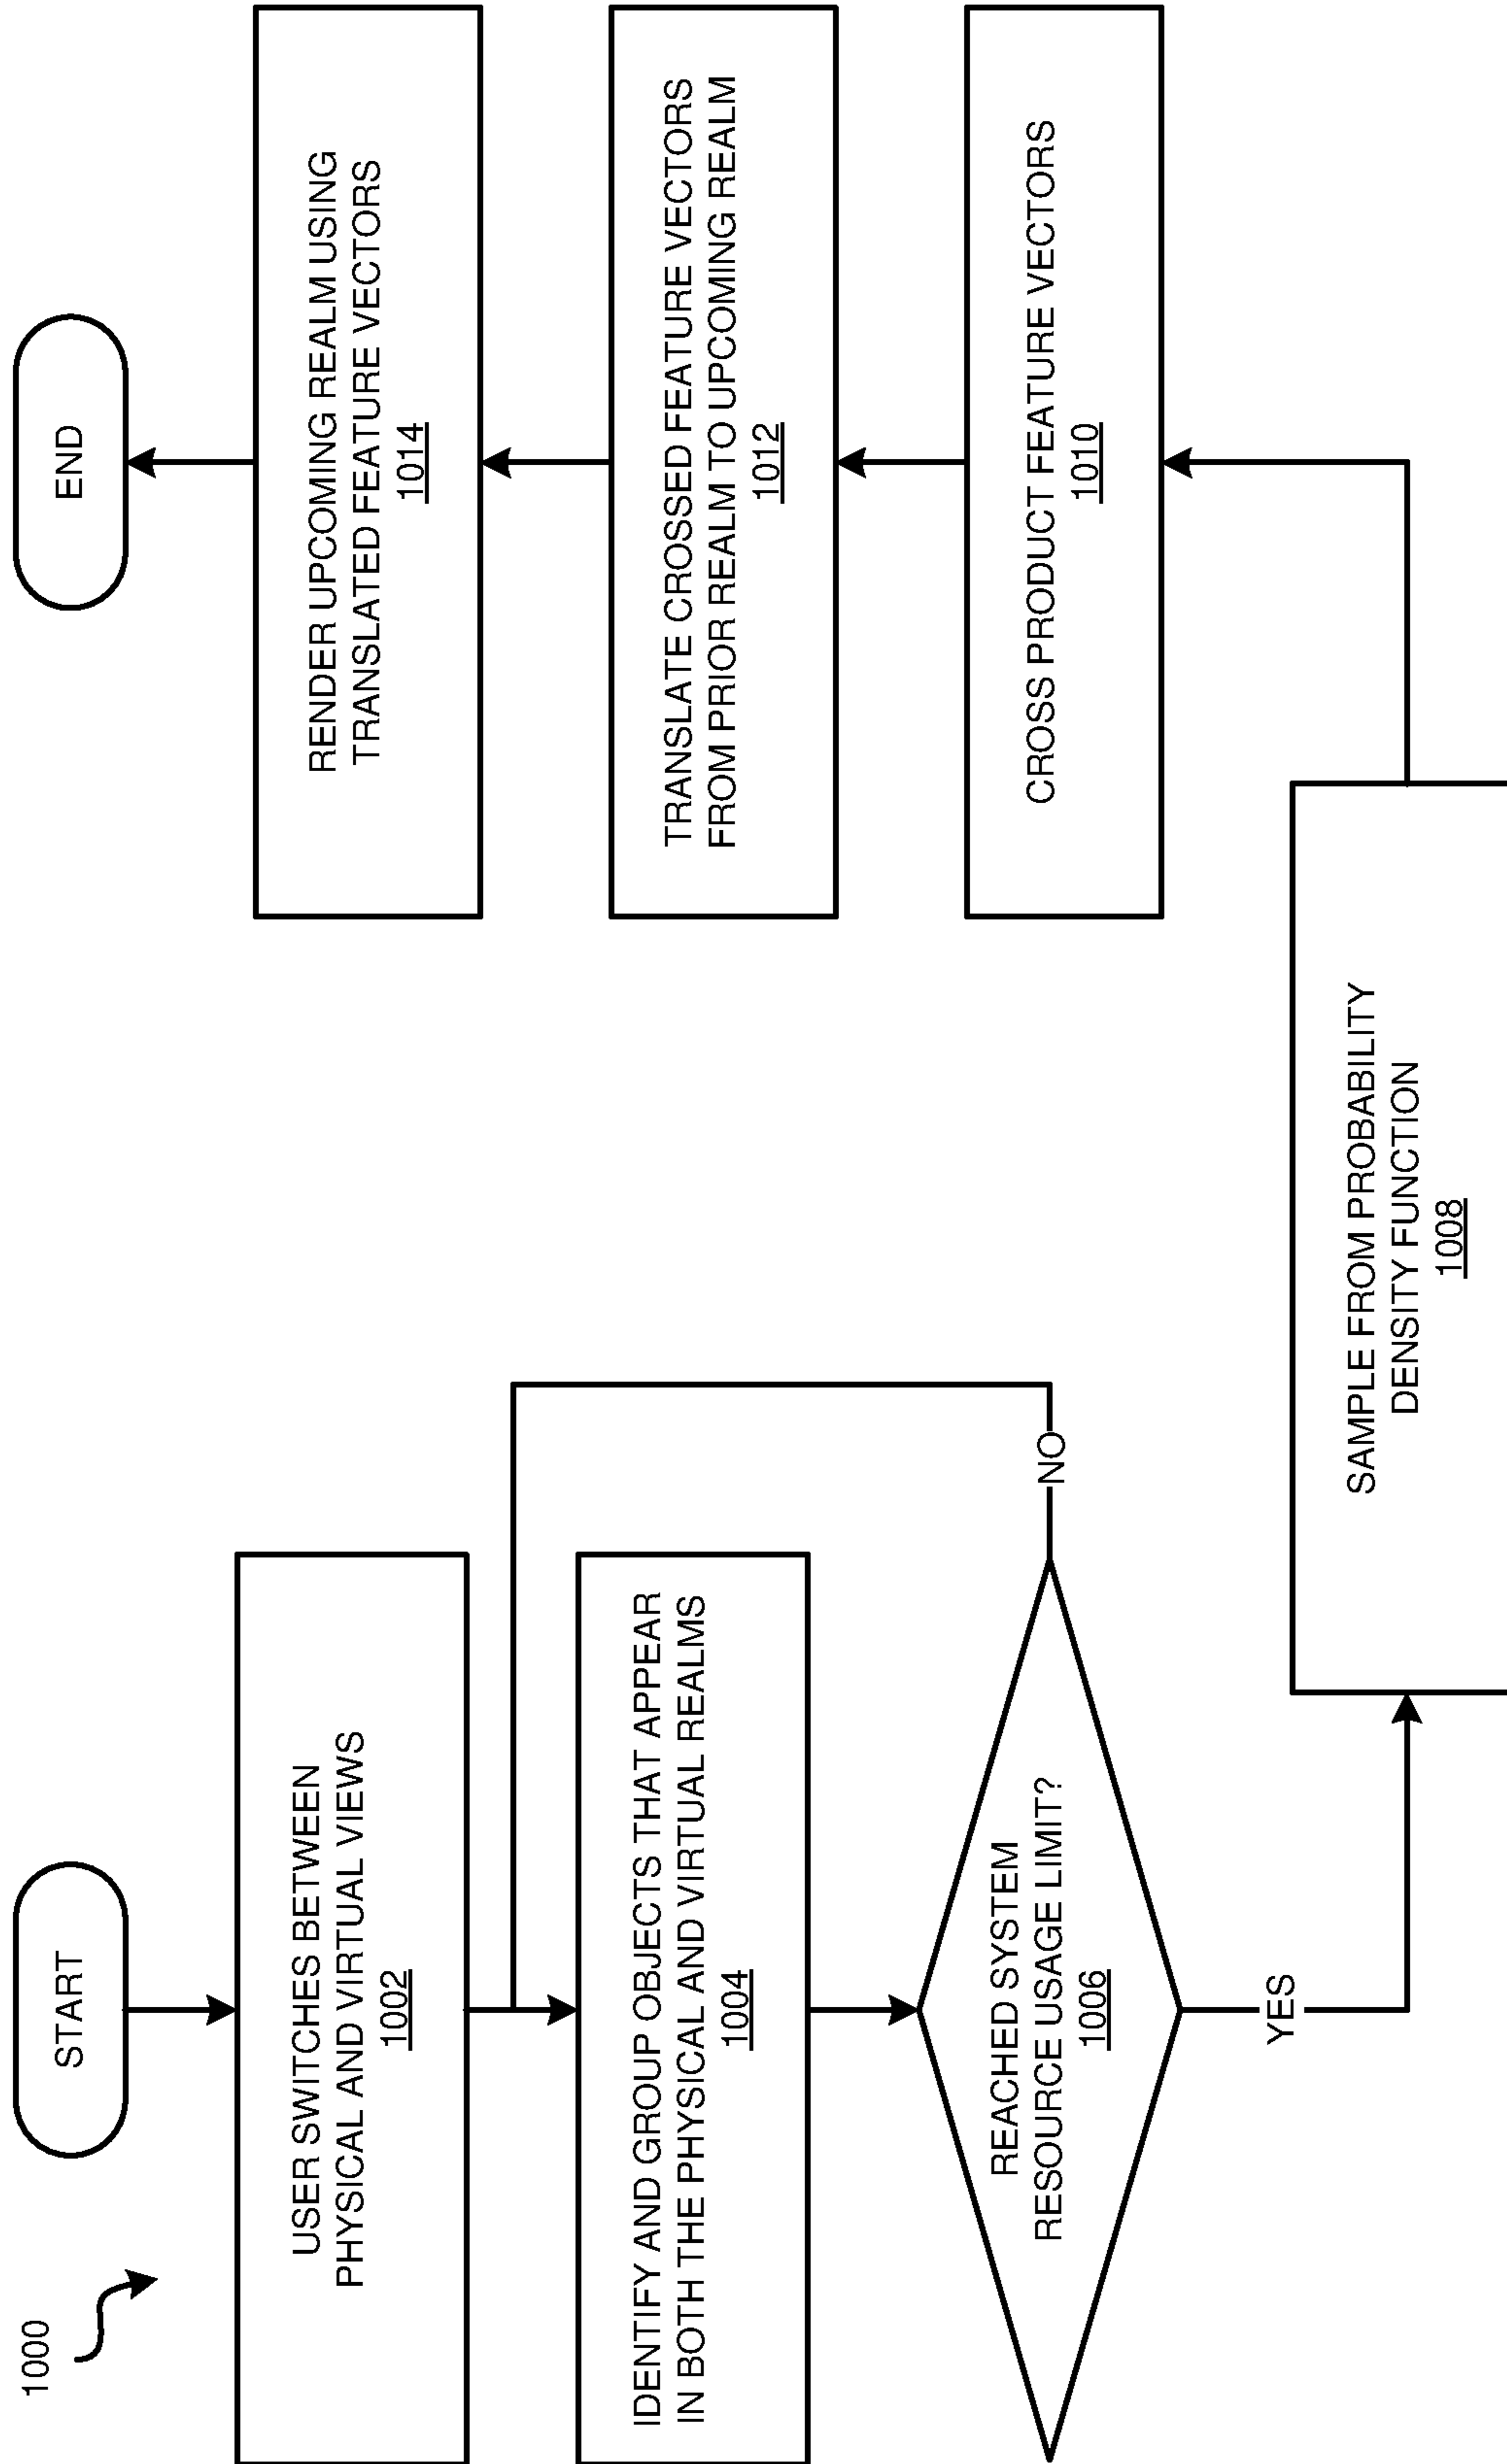 1000
START
USER SWITCHES BETWEEN
PHYSICAL AND VIRTUAL VIEWS
1002
IDENTIFY AND GROUP OBJECTS THAT APPEAR
IN BOTH THE PHYSICAL AND VIRTUAL REALMS
1004
REACHED SYSTEM
RESOURCE USAGE LIMIT?
1006
NO
YES
SAMPLE FROM PROBABILITY
DENSITY FUNCTION
1008
CROSS PRODUCT FEATURE VECTORS
1010
TRANSLATE CROSSED FEATURE VECTORS
FROM PRIOR REALM TO UPCOMING REALM
1012
RENDER UPCOMING REALM USING
TRANSLATED FEATURE VECTORS
1014
END